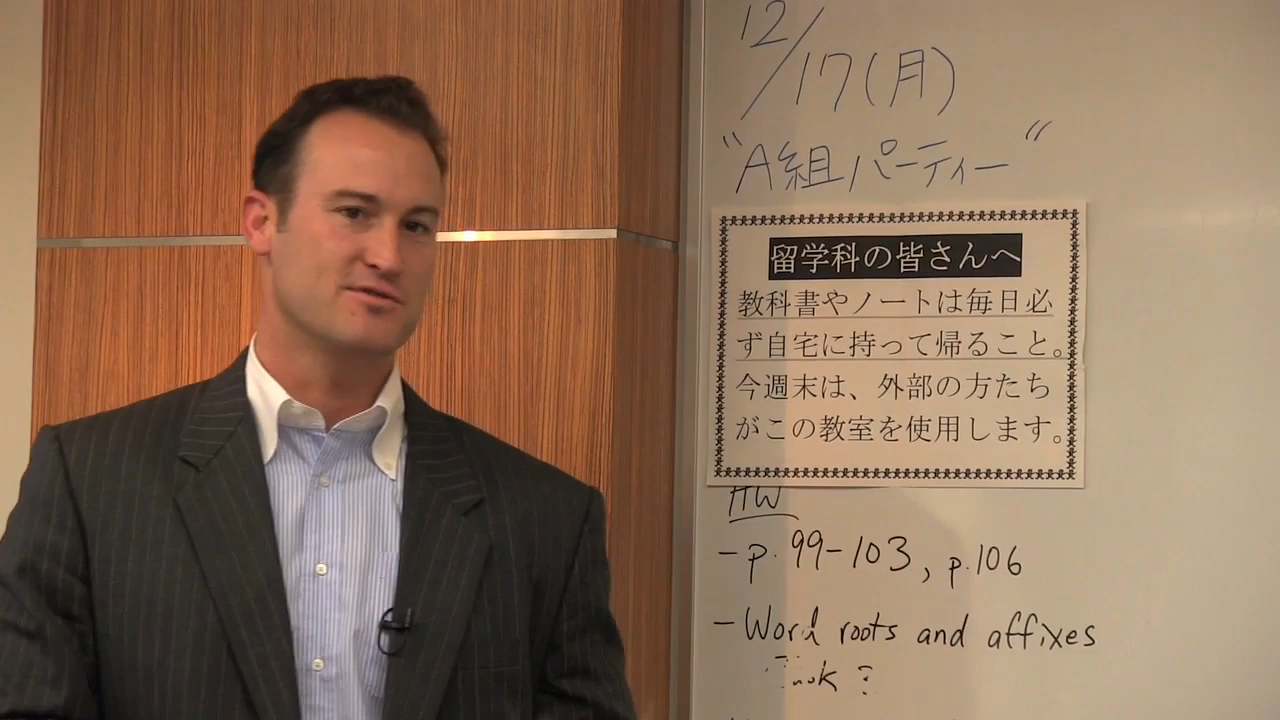 12/17(月)
"A組パーティー"
留学科の皆さんへ
教科書やノートは毎日必
ず自宅に持って帰ること。
今週末は、外部の方たち
がこの教室を使用します。
HW
- p.99-103, p.106
- Word roots and affixes